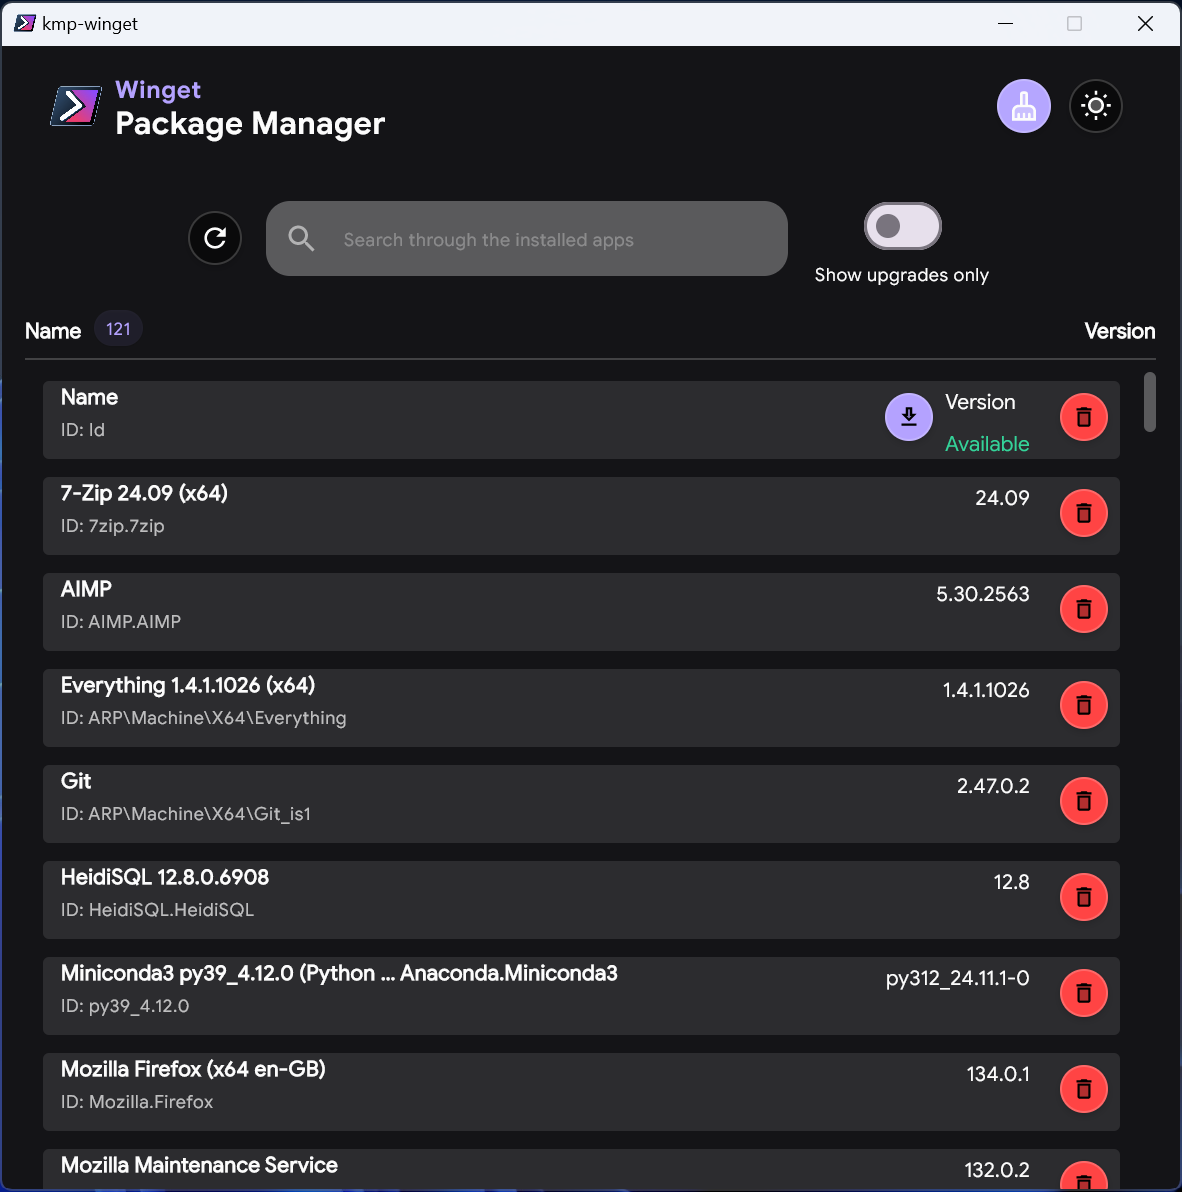 kmp-winget
Winget
Package Manager
Search through the installed apps
Show upgrades only
Name 121 Version
Name Version
ID: Id Available
7-Zip 24.09 (x64) 24.09
ID: 7zip.7zip
AIMP 5.30.2563
ID: AIMP.AIMP
Everything 1.4.1.1026 (x64) 1.4.1.1026
ID: ARP\Machine\X64\Everything
Git 2.47.0.2
ID: ARP\Machine\X64\Git_is1
HeidiSQL 12.8.0.6908 12.8
ID: HeidiSQL.HeidiSQL
Miniconda3 py39_4.12.0 (Python ... Anaconda.Miniconda3 py312_24.11.1-0
ID: py39_4.12.0
Mozilla Firefox (x64 en-GB) 134.0.1
ID: Mozilla.Firefox
Mozilla Maintenance Service 132.0.2